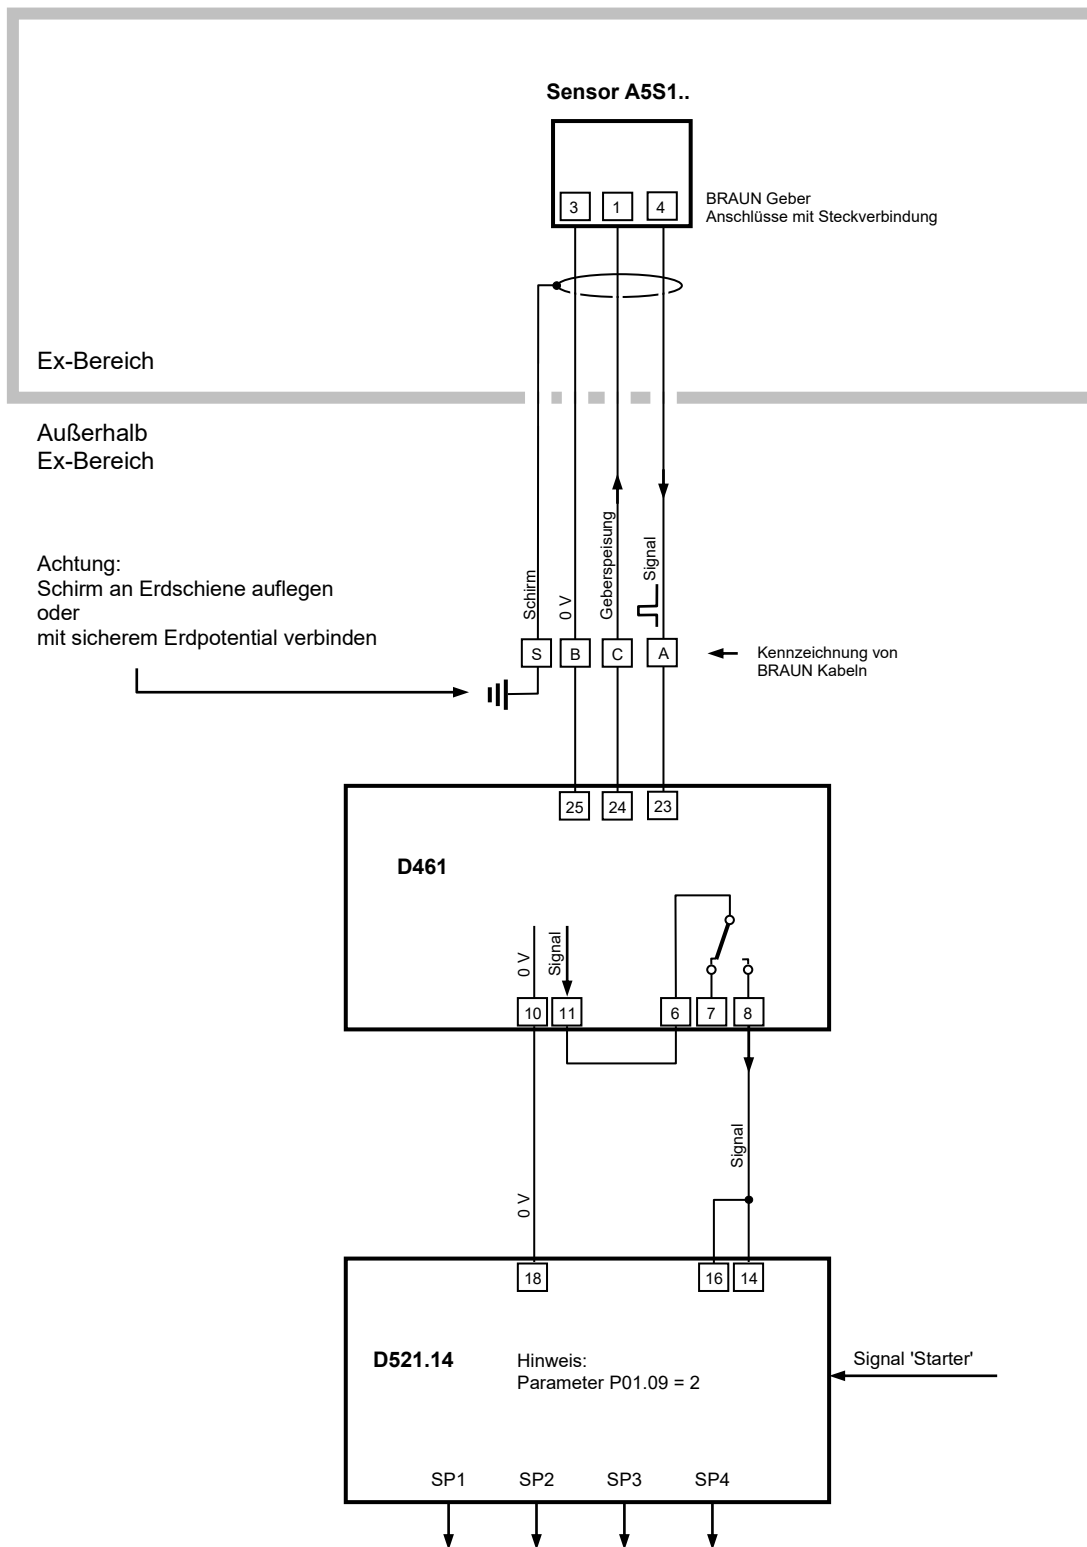 Sensor A5S1..
3 1 4
BRAUN Geber
Anschlüsse mit Steckverbindung
Ex-Bereich
Außerhalb
Ex-Bereich
Achtung:
Schirm an Erdschiene auflegen
oder
mit sicherem Erdpotential verbinden
Schirm
0 V
Geberspeisung
Signal
S B C A
Kennzeichnung von
BRAUN Kabeln
25 24 23
D461
0 V
Signal
10 11 6 7 8
Signal
0 V
18 16 14
D521.14
Hinweis:
Parameter P01.09 = 2
Signal 'Starter'
SP1 SP2 SP3 SP4